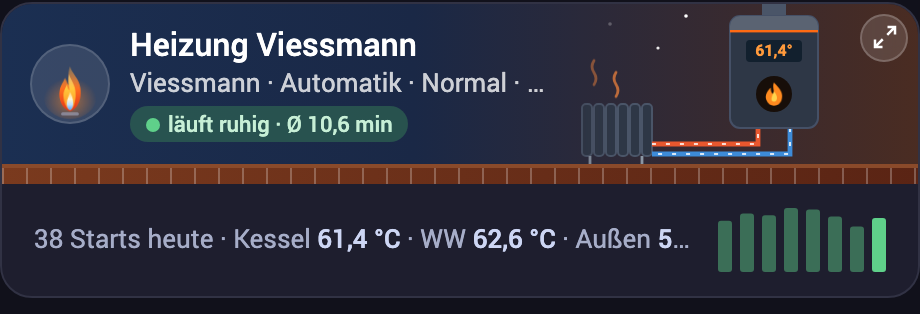 Heizung Viessmann
Viessmann · Automatik · Normal · ...
läuft ruhig · Ø 10,6 min
61,4°
38 Starts heute · Kessel 61,4 °C · WW 62,6 °C · Außen 5...